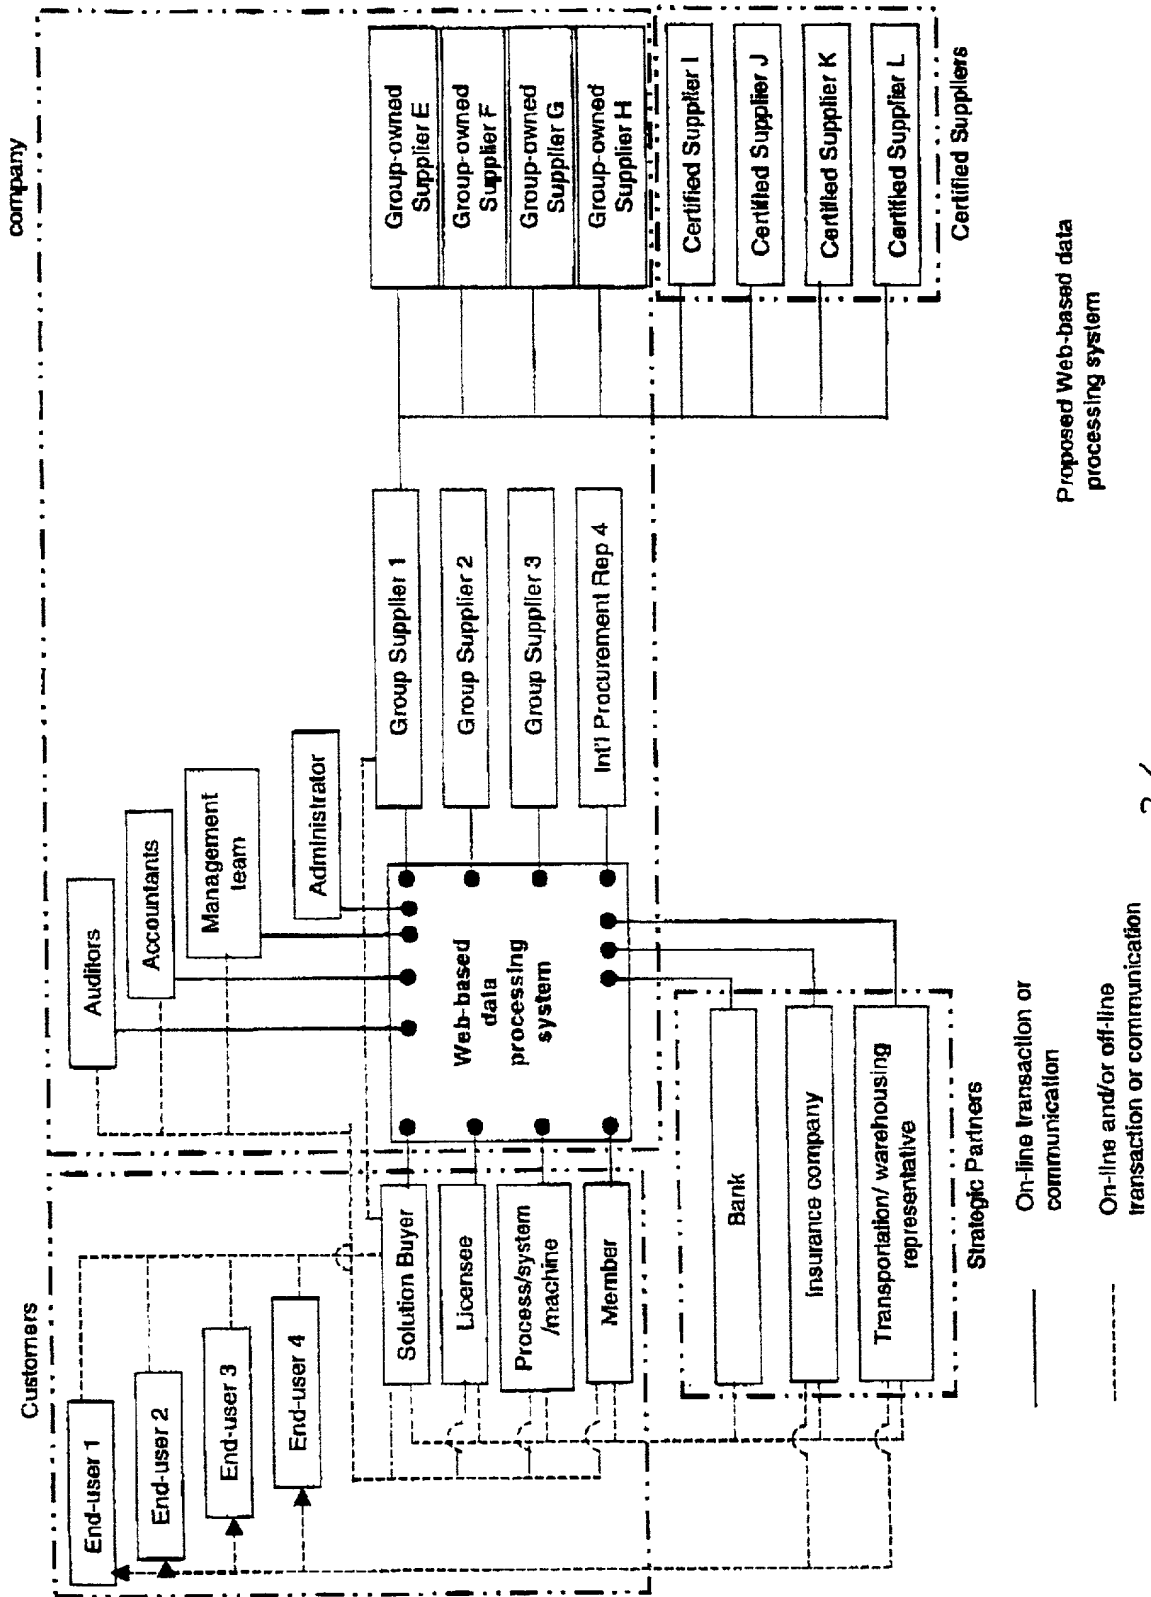 Customers
End-user 1
End-user 2
End-user 3
End-user 4
Solution Buyer
Licensee
Process/system
/machine
Member
company
Auditors
Accountants
Management
team
Administrator
Web-based
data
processing
system
Group Supplier 1
Group Supplier 2
Group Supplier 3
Int'l Procurement Rep 4
Group-owned
Supplier E
Group-owned
Supplier F
Group-owned
Supplier G
Group-owned
Supplier H
Certified Supplier I
Certified Supplier J
Certified Supplier K
Certified Supplier L
Certified Suppliers
Bank
Insurance company
Transportation/ warehousing
representative
Strategic Partners
On-line transaction or
communication
On-line and/or off-line
transaction or communication
Proposed Web-based data
processing system